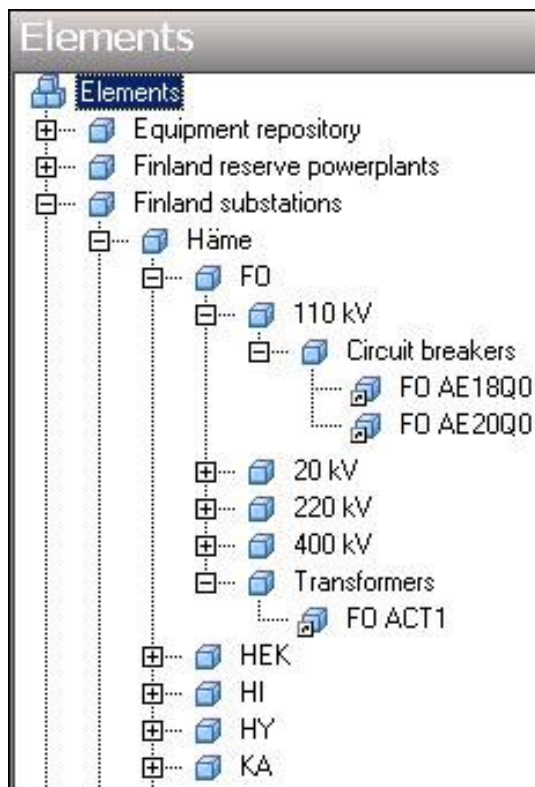 Elements
Elements
Equipment repository
Finland reserve powerplants
Finland substations
Häme
FO
110 kV
Circuit breakers
FO AE18Q0
FO AE20Q0
20 kV
220 kV
400 kV
Transformers
FO ACT1
HEK
HI
HY
KA